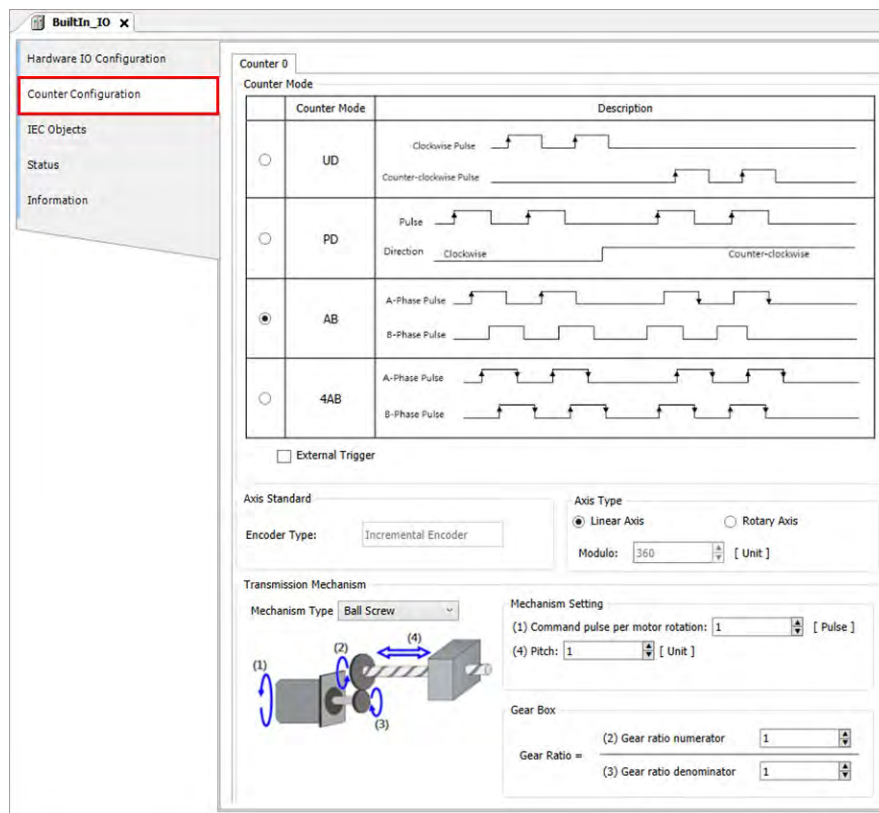 BuiltIn_IO x
Hardware IO Configuration
Counter Configuration
IEC Objects
Status
Information
Counter 0
Counter Mode
Counter Mode Description
UD
Clockwise Pulse
Counter-clockwise Pulse
PD
Pulse
Direction Clockwise Counter-clockwise
AB
A-Phase Pulse
B-Phase Pulse
4AB
A-Phase Pulse
B-Phase Pulse
External Trigger
Axis Standard
Encoder Type: Incremental Encoder
Axis Type
Linear Axis Rotary Axis
Modulo: 360 [ Unit ]
Transmission Mechanism
Mechanism Type Ball Screw
(1)
(2)
(4)
(3)
Mechanism Setting
(1) Command pulse per motor rotation: 1 [ Pulse ]
(4) Pitch: 1 [ Unit ]
Gear Box
Gear Ratio =
(2) Gear ratio numerator 1
(3) Gear ratio denominator 1